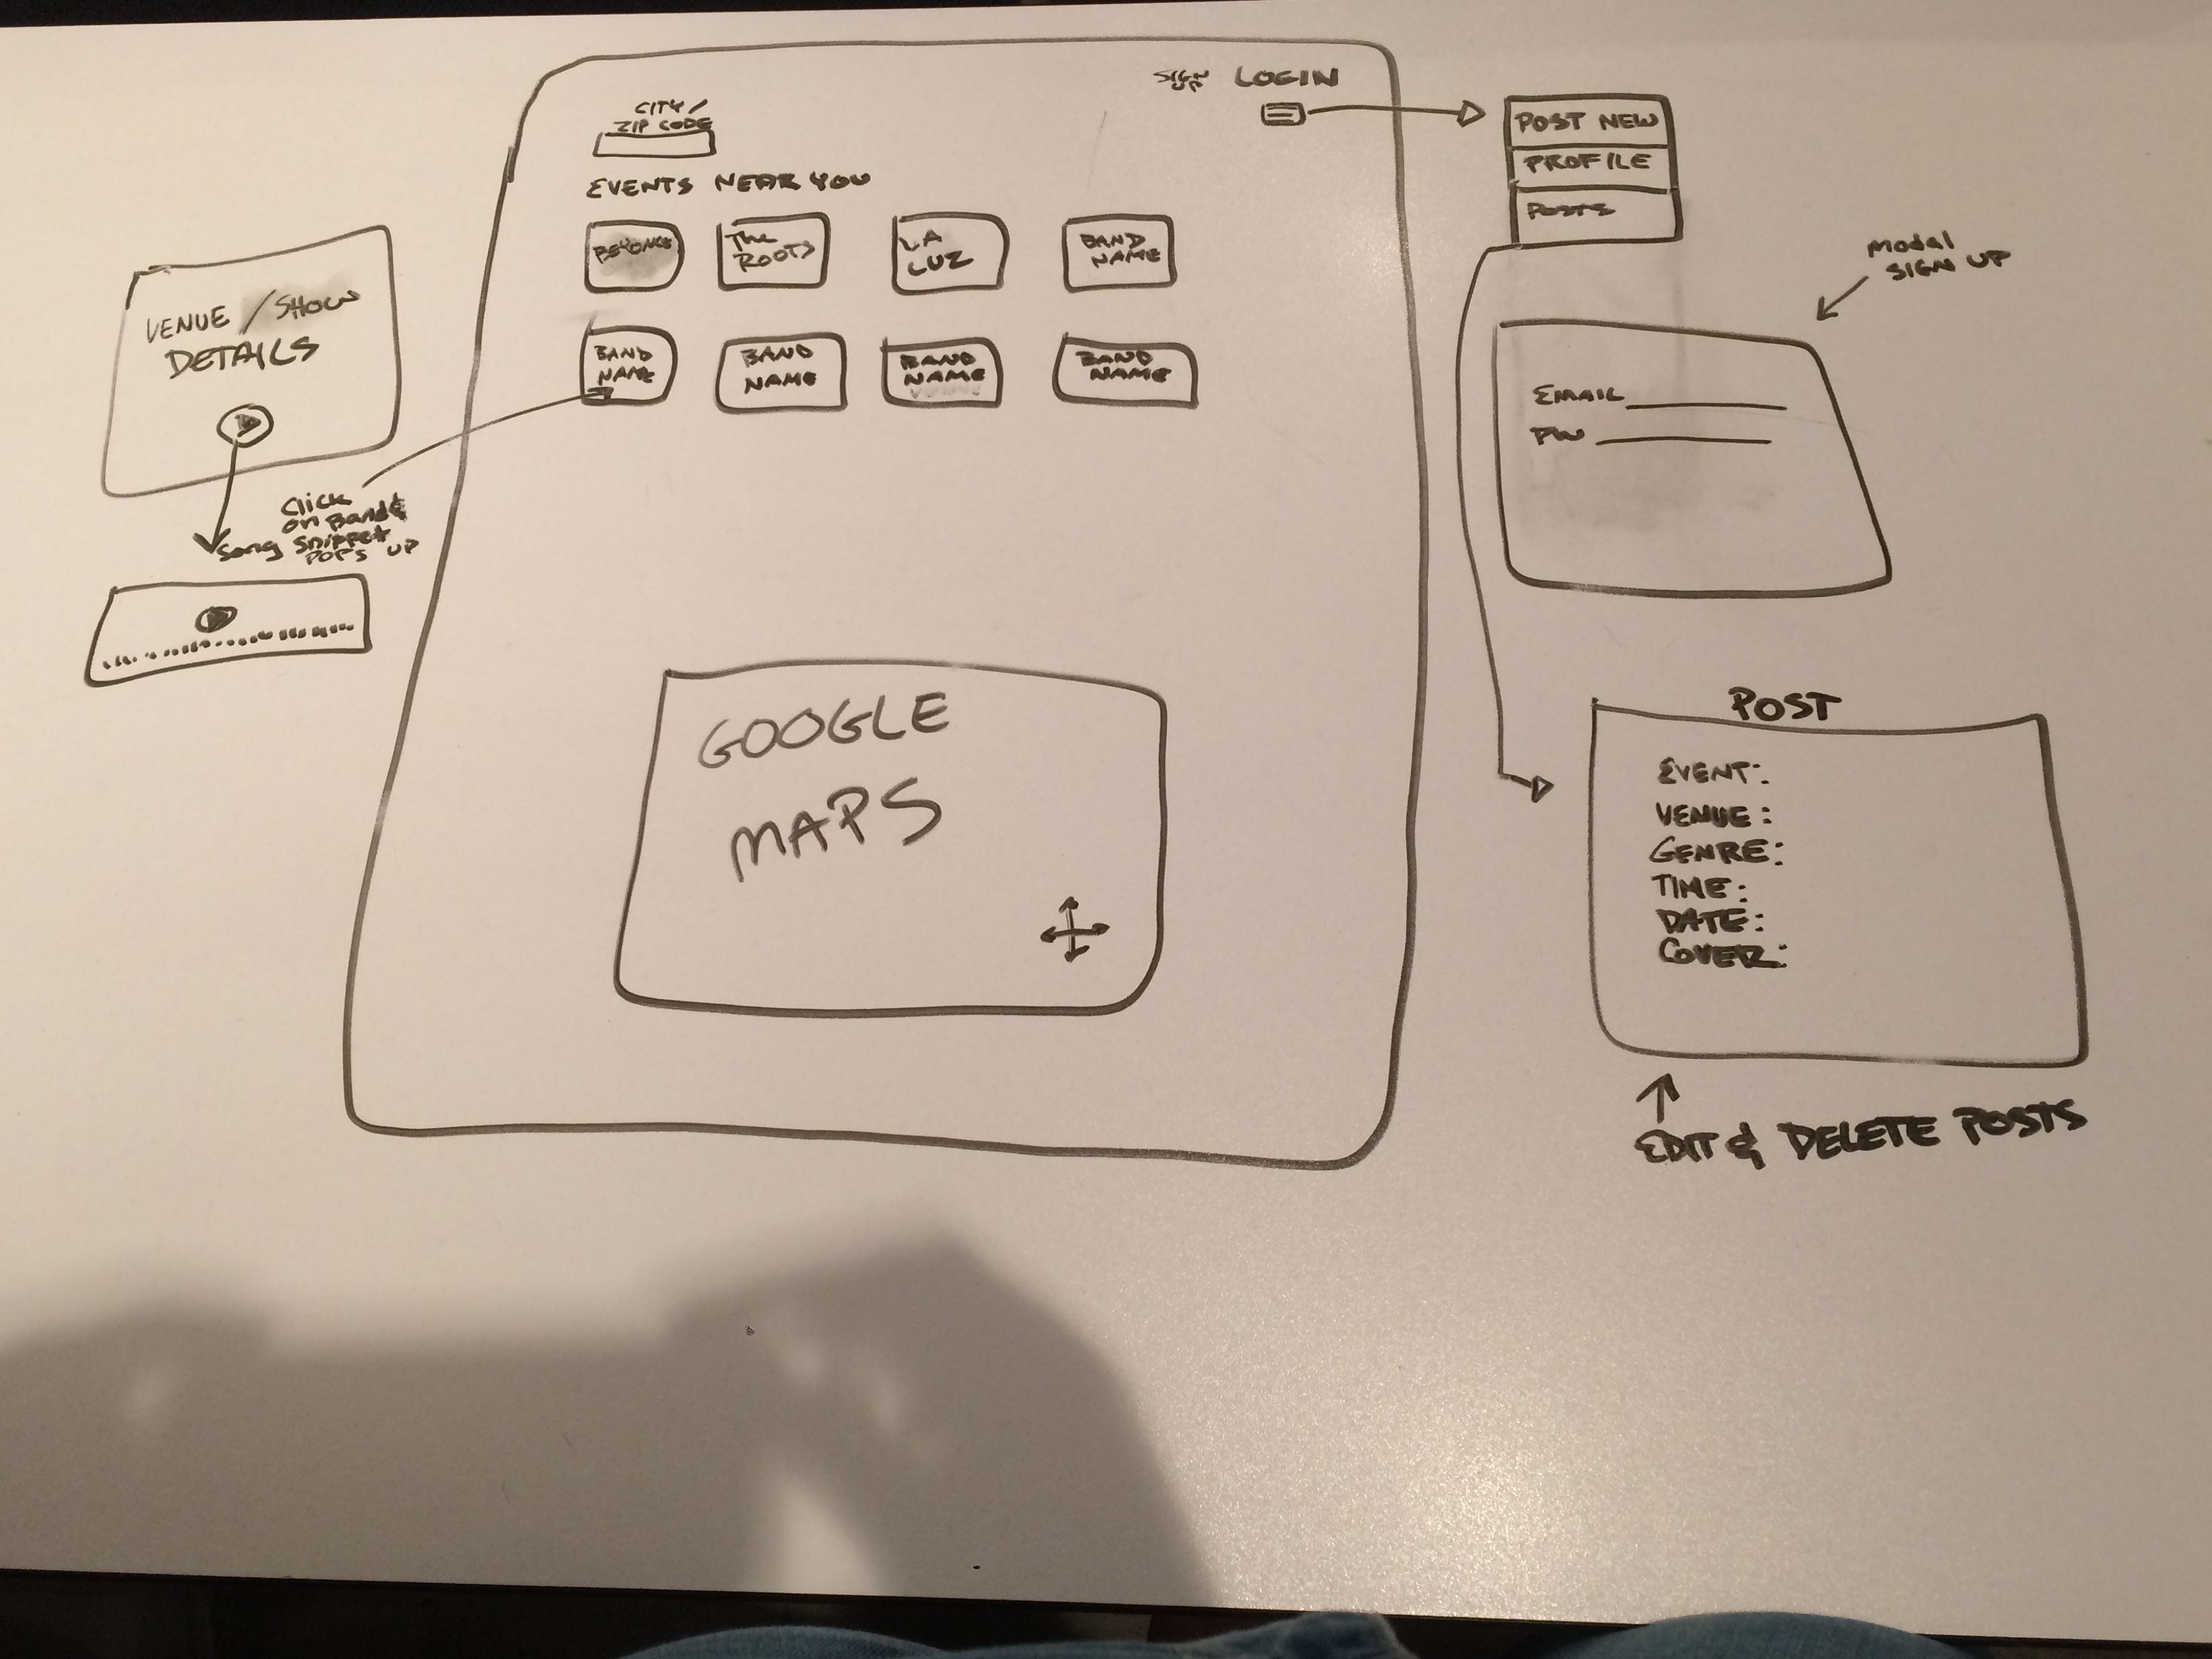 SIGN
UP
LOGIN
CITY/
ZIP CODE
EVENTS NEAR YOU
BEYONCE
THE
ROOTS
LA
LUZ
BAND
NAME
BAND
NAME
BAND
NAME
BAND
NAME
BAND
NAME
GOOGLE
MAPS
VENUE / SHOW
DETAILS
Click
on Band &
Song Snippet
POPS UP
POST NEW
PROFILE
POSTS
Modal
SIGN UP
EMAIL
PW
POST
EVENT:
VENUE:
GENRE:
TIME:
DATE:
COVER:
EDIT & DELETE POSTS